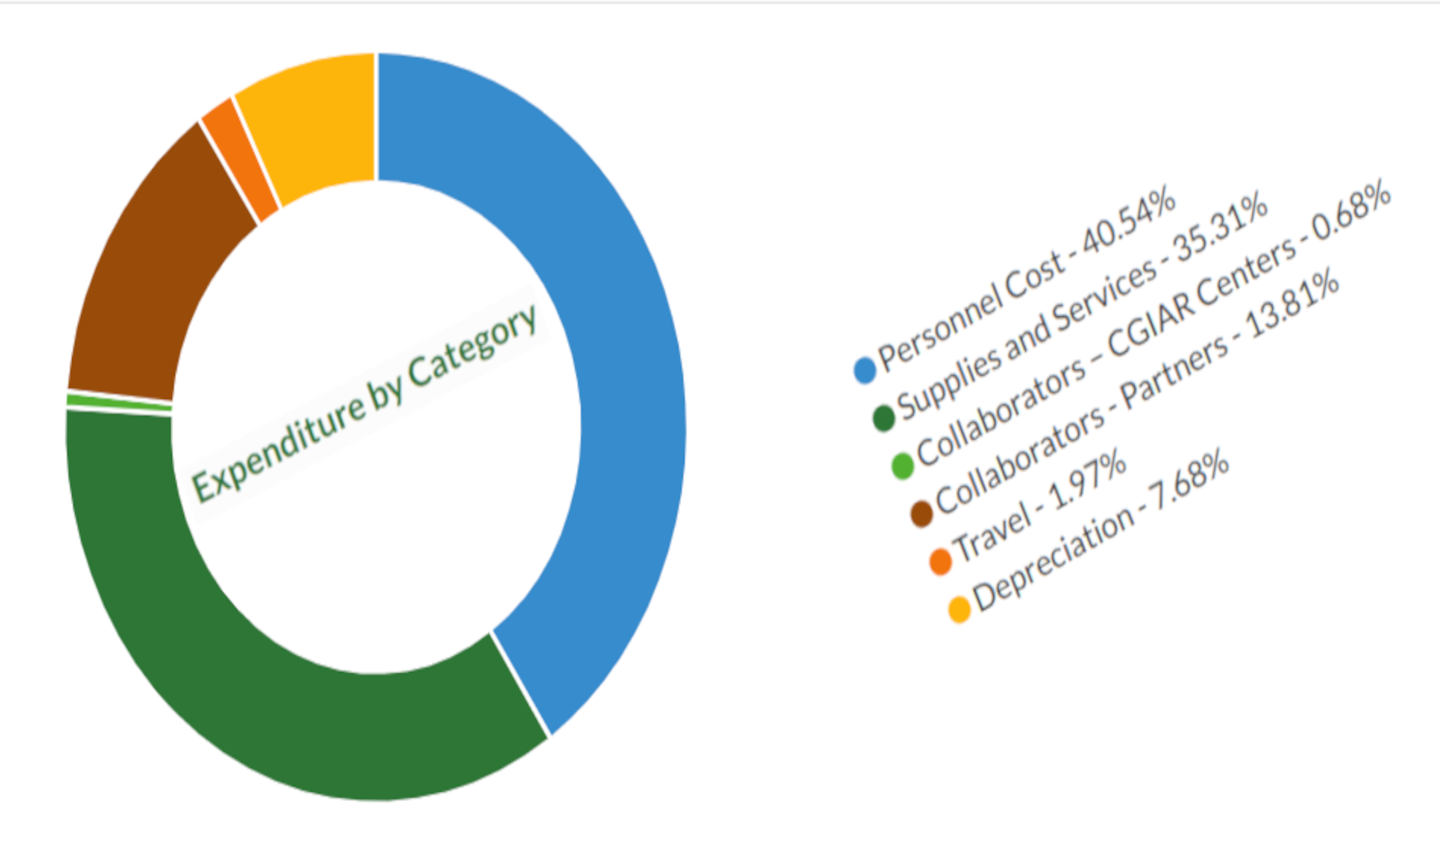 Expenditure by Category
Personnel Cost - 40.54%
Supplies and Services - 35.31%
Collaborators – CGIAR Centers - 0.68%
Collaborators - Partners - 13.81%
Travel - 1.97%
Depreciation - 7.68%